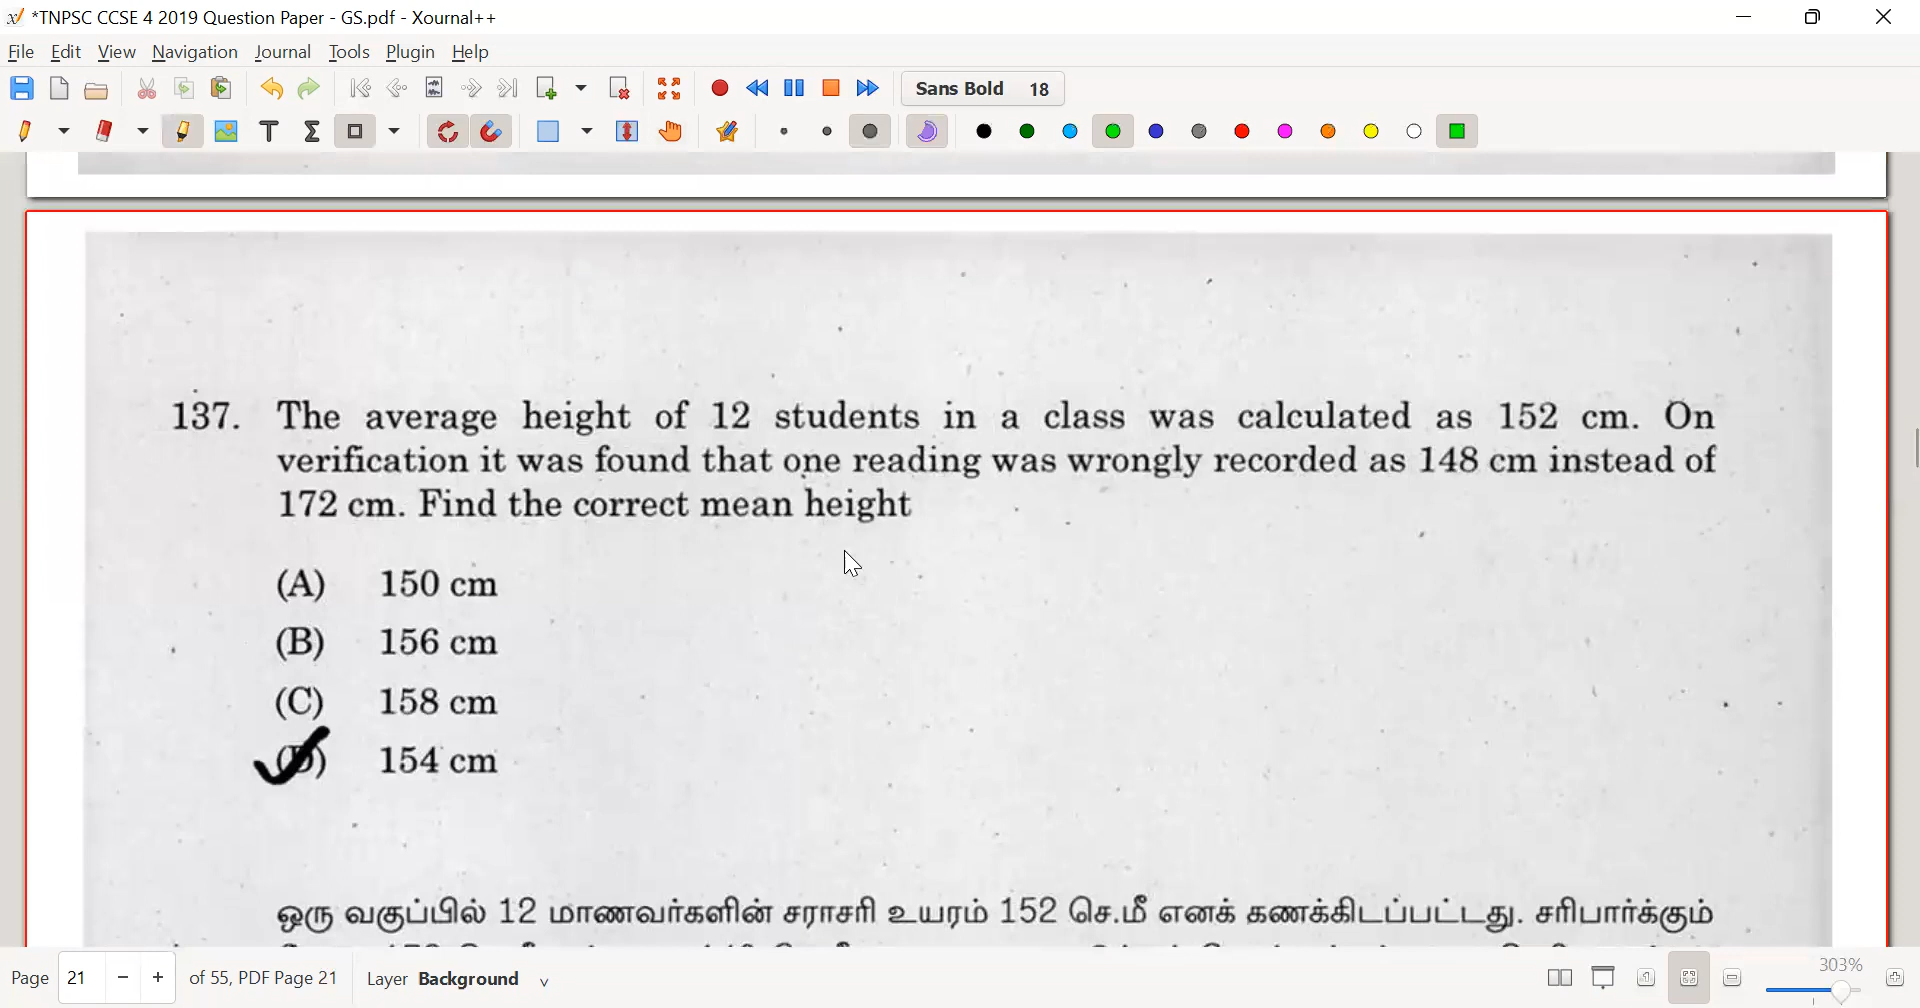 *TNPSC CCSE 4 2019 Question Paper - GS.pdf - Xournal++
File Edit View Navigation Journal Tools Plugin Help
Sans Bold 18
137. The average height of 12 students in a class was calculated as 152 cm. On
verification it was found that one reading was wrongly recorded as 148 cm instead of
172 cm. Find the correct mean height
(A) 150 cm
(B) 156 cm
(C) 158 cm
(D) 154 cm
ஒரு வகுப்பில் 12 மாணவர்களின் சராசரி உயரம் 152 செ.மீ எனக் கணக்கிடப்பட்டது. சரிபார்க்கும்
Page 21 of 55, PDF Page 21 Layer Background 303%